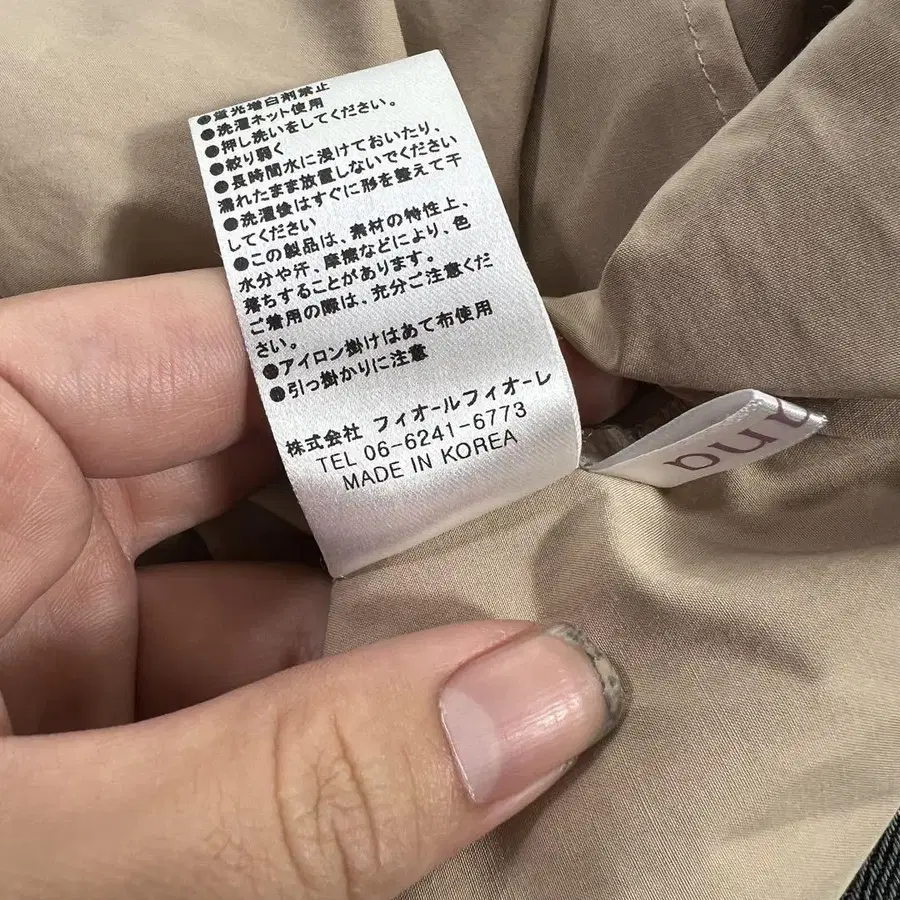 ●蛍光増白剤禁止
●洗濯ネット使用
●押し洗いをしてください。
●絞り弱く
●長時間水に浸けておいたり、
濡れたまま放置しないでください
●洗濯後はすぐに形を整えて干
してください
●この製品は、素材の特性上、
水分や汗、摩擦などにより、色
落ちすることがあります。
ご着用の際は、充分ご注意くだ
さい。
●アイロン掛けはあて布使用
●引っ掛かりに注意
株式会社 フィオールフィオーレ
TEL 06-6241-6773
MADE IN KOREA